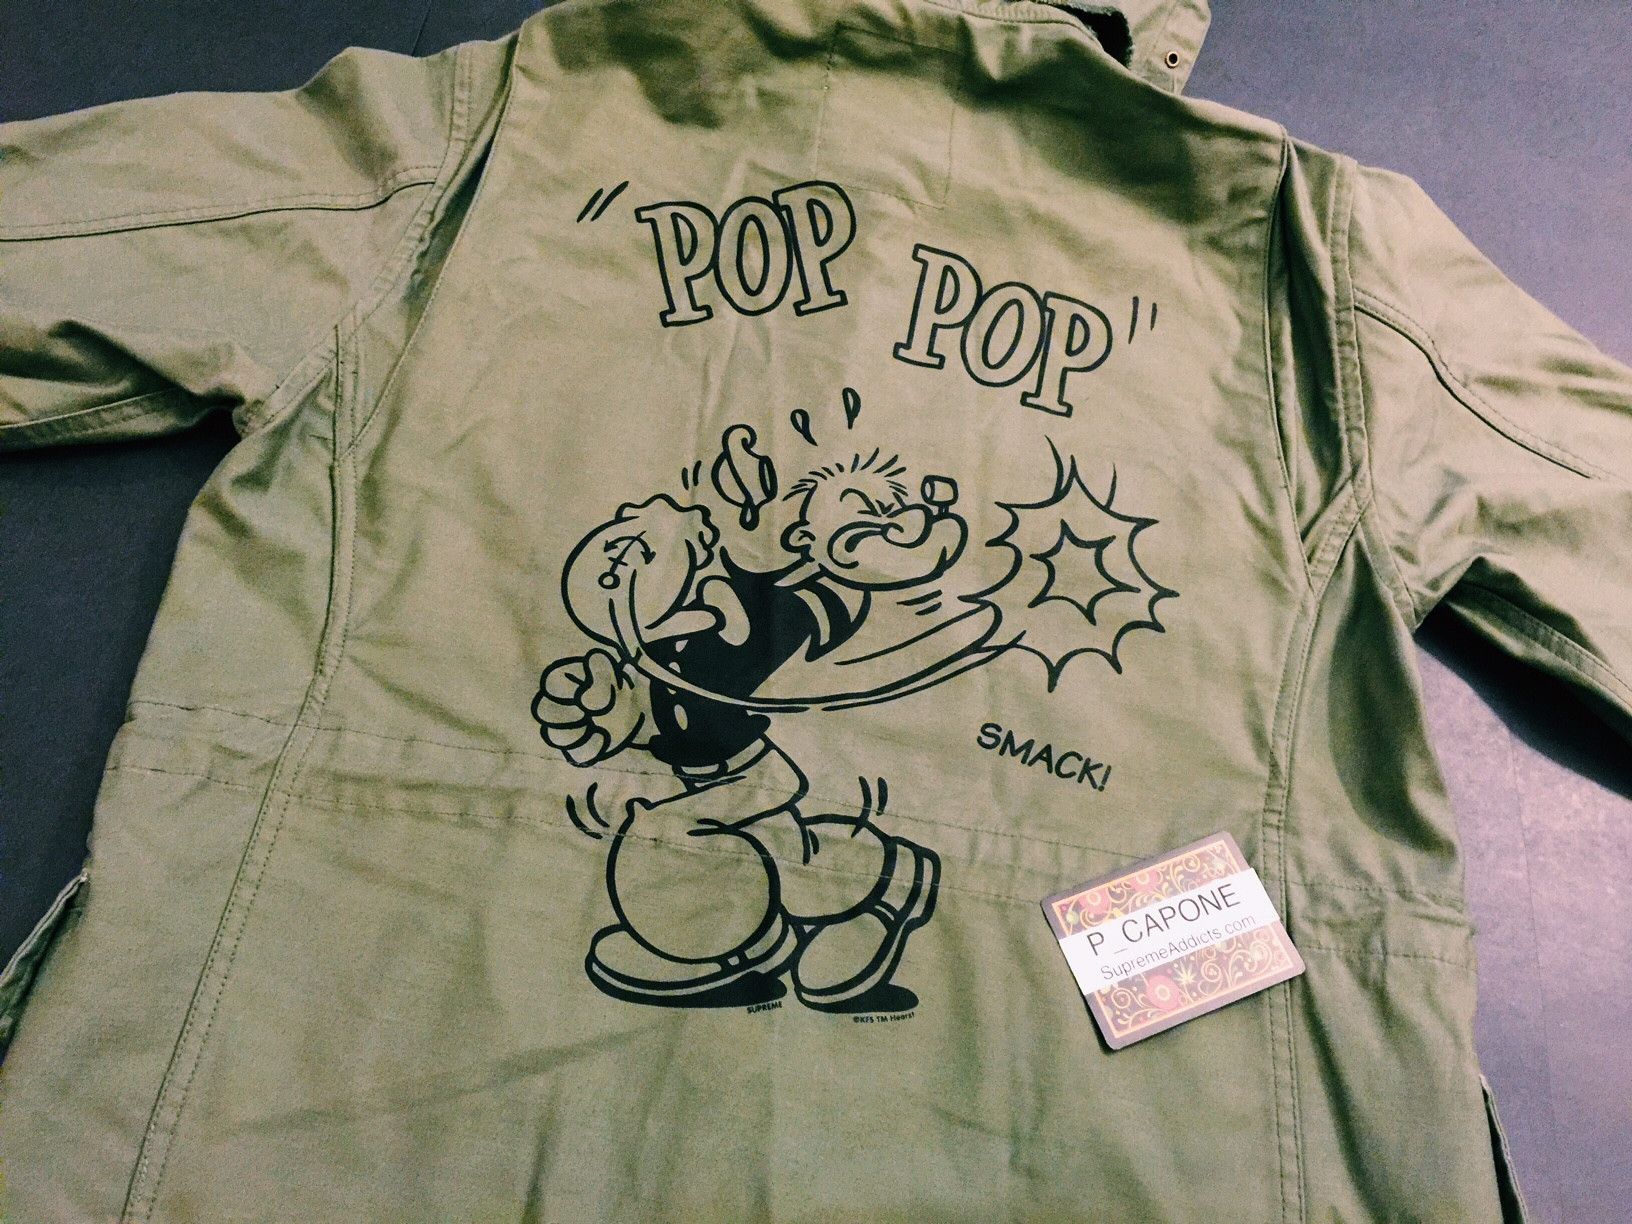 "POP
POP"
SMACK!
P_CAPONE
SupremeAddicts.com
SUPREME
©KFS TM Hearst